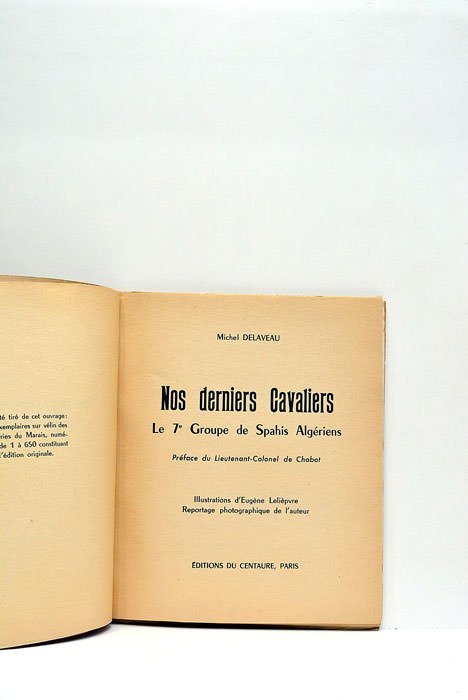 té tiré de cet ouvrage:
exemplaires sur vélin des
ries du Marais, numé-
de 1 à 650 constituant
l'édition originale.
Michel DELAVEAU
Nos derniers Cavaliers
Le 7e Groupe de Spahis Algériens
Préface du Lieutenant-Colonel de Chabot
Illustrations d'Eugène Lelièpvre
Reportage photographique de l'auteur
ÉDITIONS DU CENTAURE, PARIS